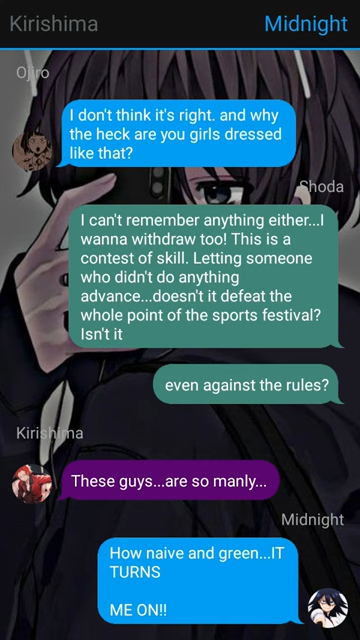 Kirishima
Midnight
Ojiro
I don't think it's right. and why
the heck are you girls dressed
like that?
Shoda
I can't remember anything either...I
wanna withdraw too! This is a
contest of skill. Letting someone
who didn't do anything
advance...doesn't it defeat the
whole point of the sports festival?
Isn't it
even against the rules?
Kirishima
These guys...are so manly...
Midnight
How naive and green...IT
TURNS
ME ON!!